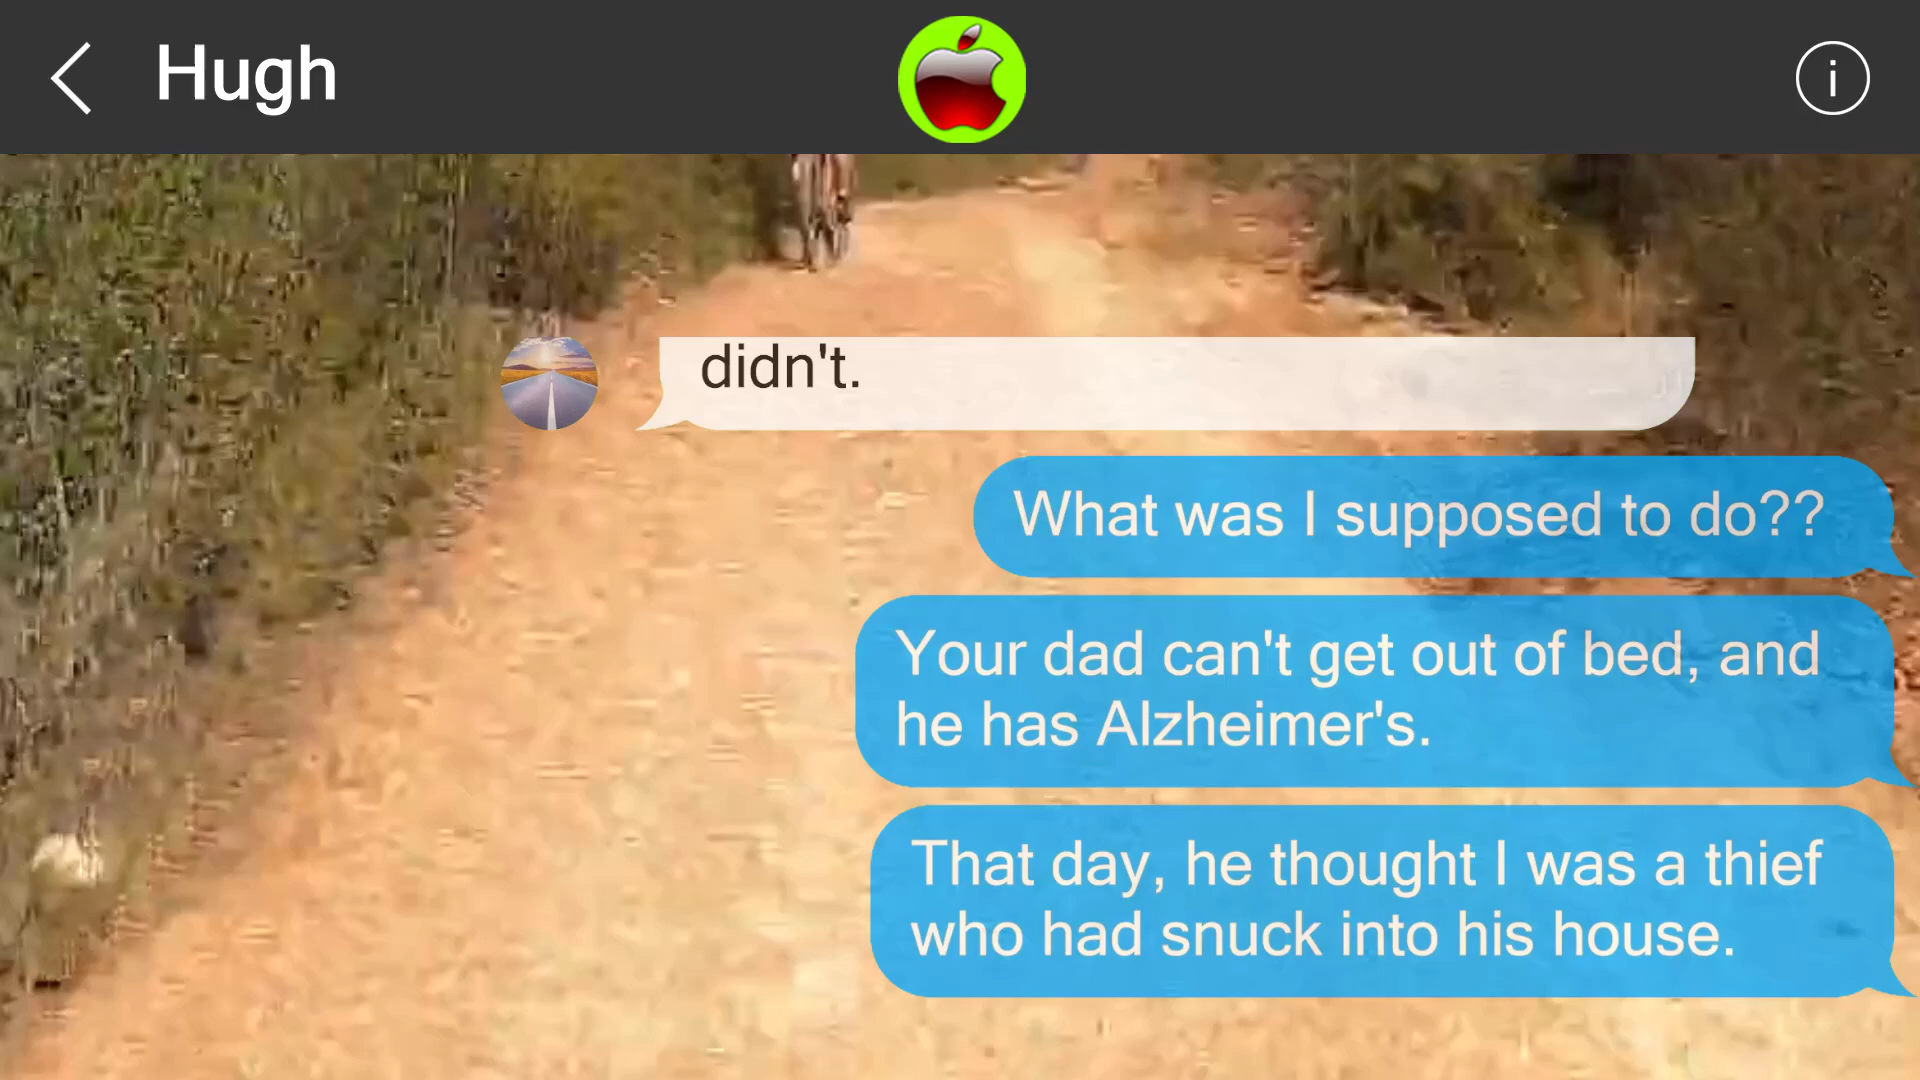 Hugh
i
didn't.
What was I supposed to do??
Your dad can't get out of bed, and
he has Alzheimer's.
That day, he thought I was a thief
who had snuck into his house.